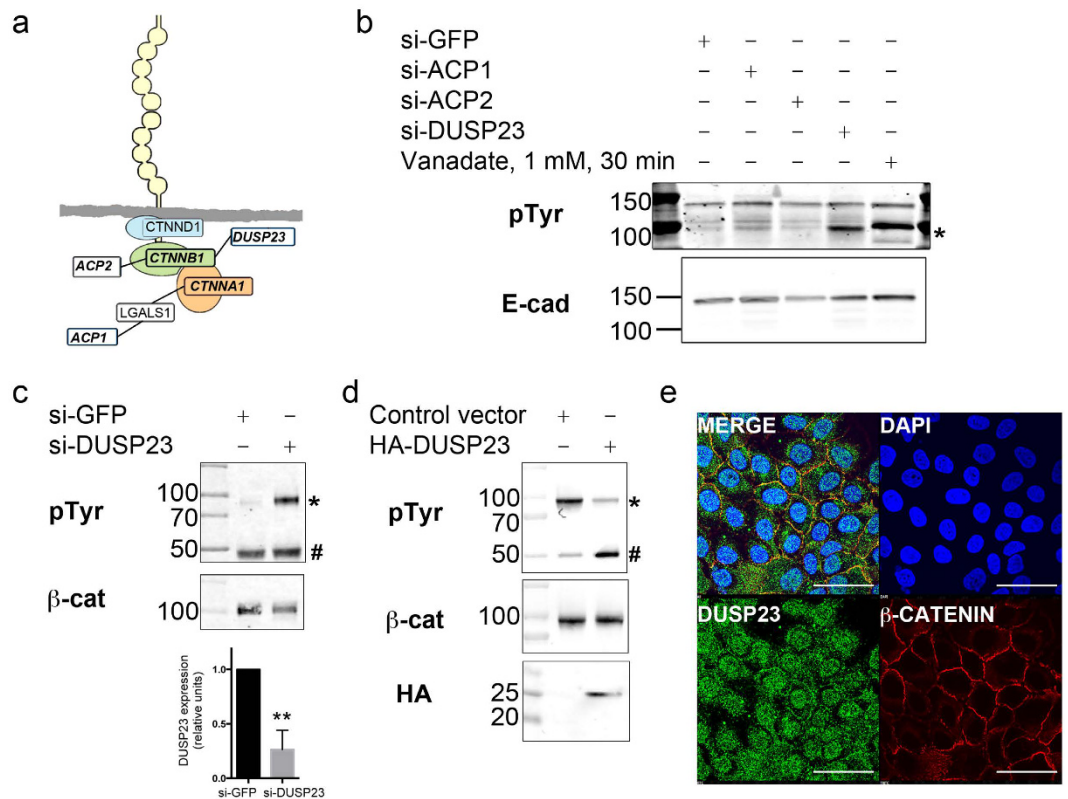 a
CTNND1
DUSP23
CTNNB1
ACP2
CTNNA1
LGALS1
ACP1
b
si-GFP + – – – –
si-ACP1 – + – – –
si-ACP2 – – + – –
si-DUSP23 – – – + –
Vanadate, 1 mM, 30 min – – – – +
pTyr
150
100
*
E-cad
150
100
c
si-GFP + –
si-DUSP23 – +
pTyr
100
70
50
*
#
β-cat
100
DUSP23 expression
(relative units)
1.0
0.5
0.0
**
si-GFP si-DUSP23
d
Control vector + –
HA-DUSP23 – +
pTyr
100
70
50
*
#
β-cat
100
HA
25
20
e
MERGE
DAPI
DUSP23
β-CATENIN